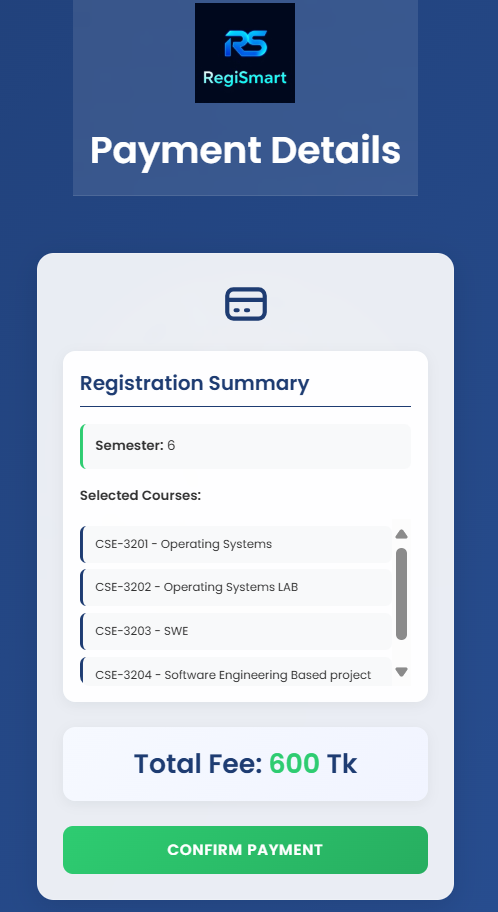 RS
RegiSmart
Payment Details
Registration Summary
Semester: 6
Selected Courses:
CSE-3201 - Operating Systems
CSE-3202 - Operating Systems LAB
CSE-3203 - SWE
CSE-3204 - Software Engineering Based project
Total Fee: 600 Tk
CONFIRM PAYMENT